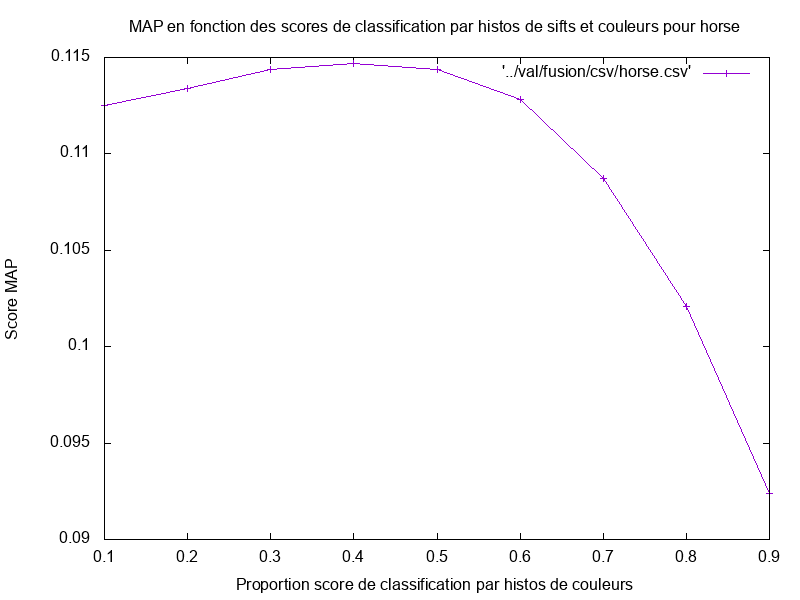 MAP en fonction des scores de classification par histos de sifts et couleurs pour horse
'../val/fusion/csv/horse.csv'
0.115
0.11
0.105
0.1
0.095
0.09
Score MAP
0.1 0.2 0.3 0.4 0.5 0.6 0.7 0.8 0.9
Proportion score de classification par histos de couleurs